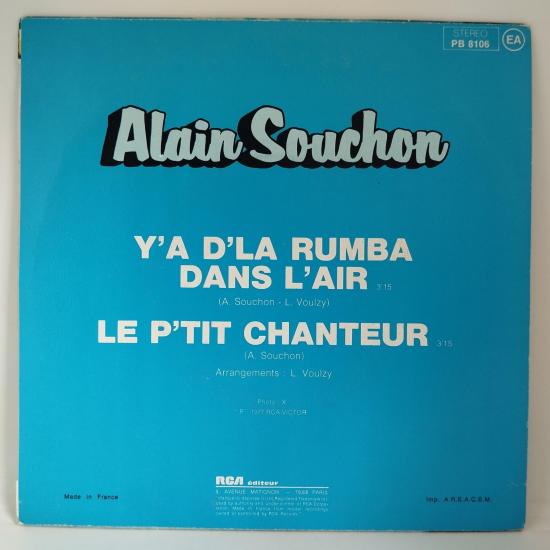 STEREO
PB 8106
EA
Alain Souchon
Y'A D'LA RUMBA
DANS L'AIR 3'15
(A. Souchon - L. Voulzy)
LE P'TIT CHANTEUR 3'15
(A. Souchon)
Arrangements : L. Voulzy
Photo : X
P 1977 RCA VICTOR
RCA éditeur
9, AVENUE MATIGNON — 75008 PARIS
Made in France
Imp. A.R.E.A.C.E.M.